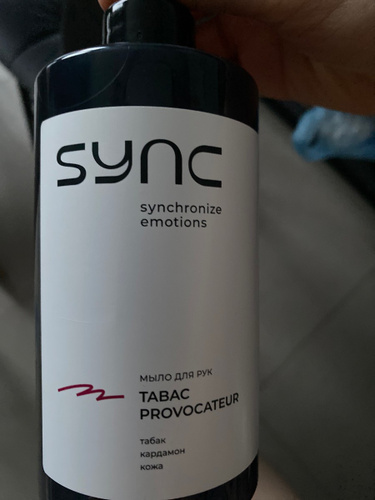 sync
synchronize
emotions
МЫЛО ДЛЯ РУК
TABAC
PROVOCATEUR
табак
кардамон
кожа